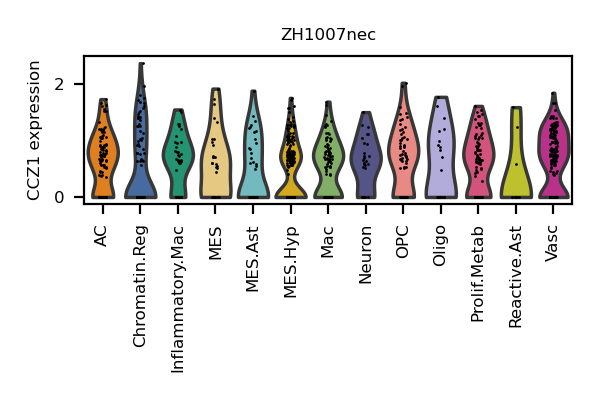 ZH1007nec
CCZ1 expression
2
0
AC
Chromatin.Reg
Inflammatory.Mac
MES
MES.Ast
MES.Hyp
Mac
Neuron
OPC
Oligo
Prolif.Metab
Reactive.Ast
Vasc